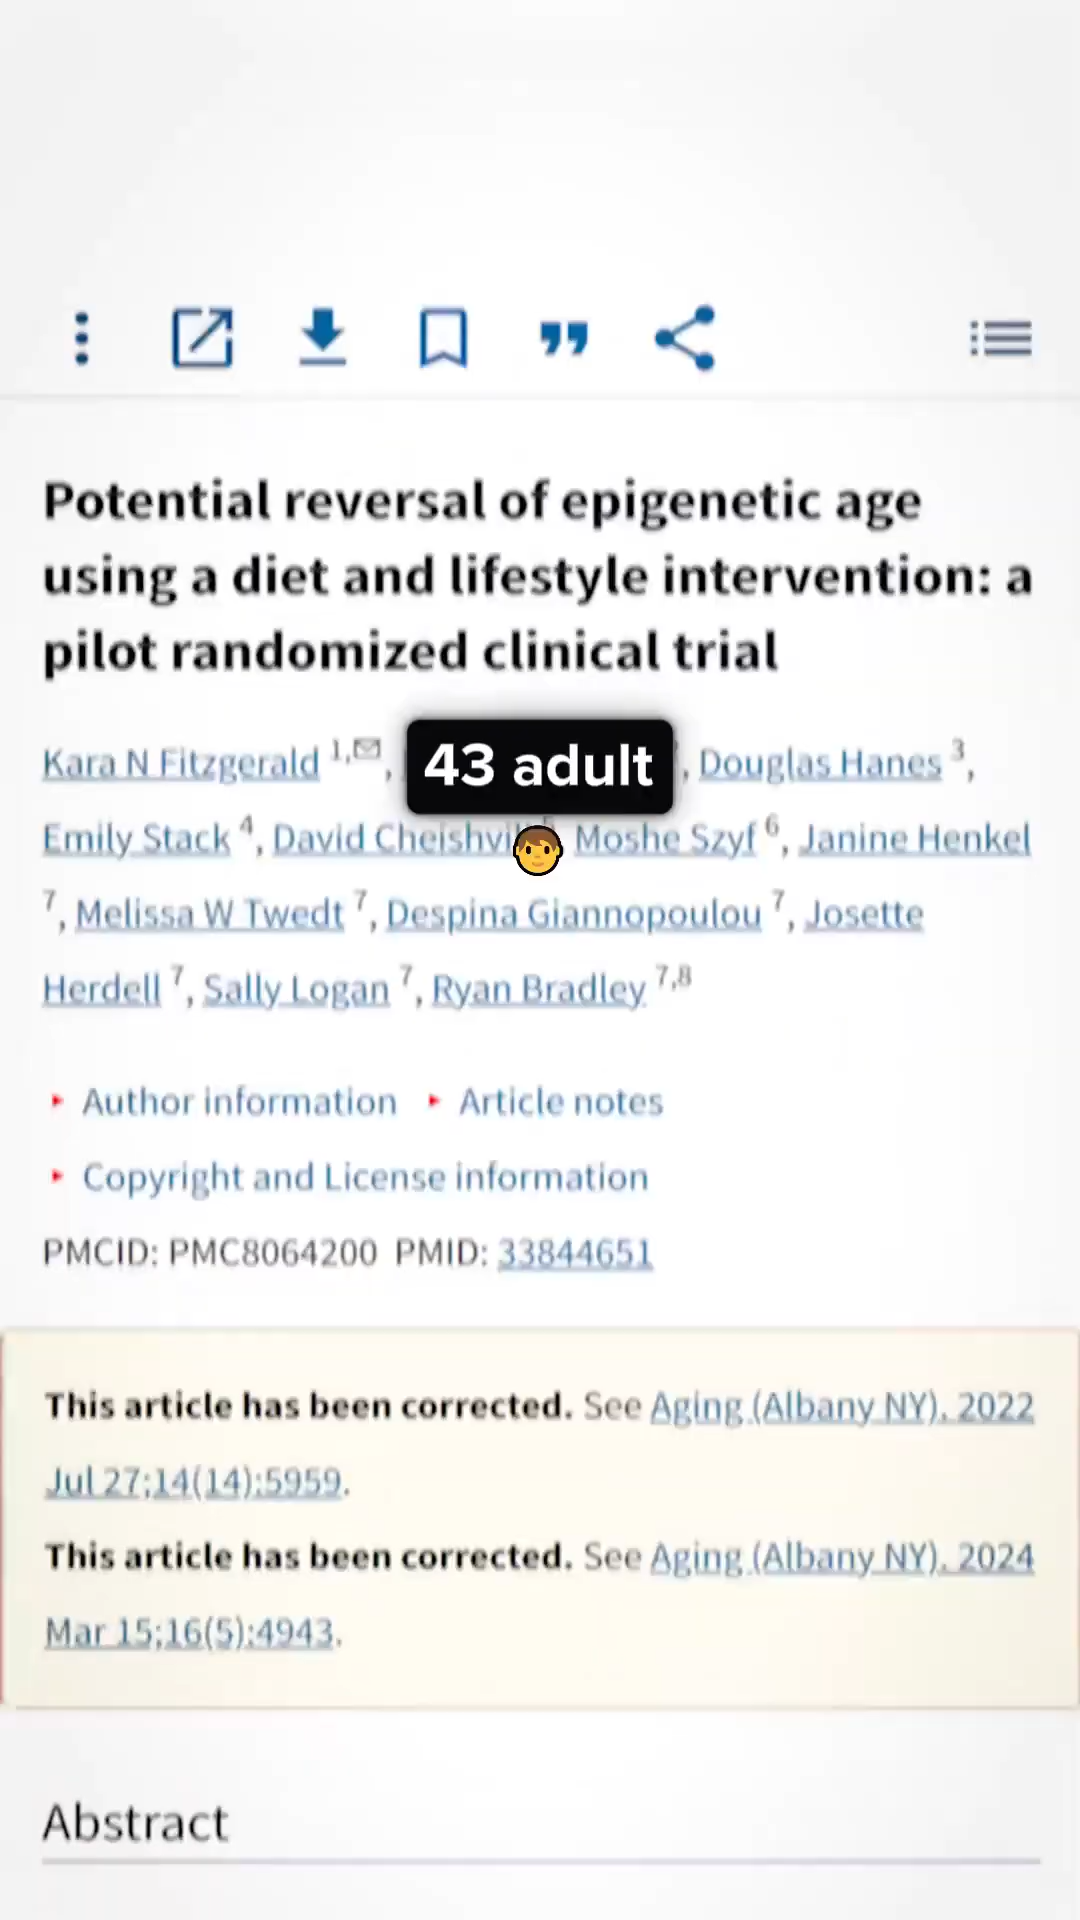 Potential reversal of epigenetic age
using a diet and lifestyle intervention: a
pilot randomized clinical trial
Kara N Fitzgerald 1, , Douglas Hanes 3,
43 adult
Emily Stack 4, David Cheishvili 5, Moshe Szyf 6, Janine Henkel
7, Melissa W Twedt 7, Despina Giannopoulou 7, Josette
Herdell 7, Sally Logan 7, Ryan Bradley 7,8
‣ Author information ‣ Article notes
‣ Copyright and License information
PMCID: PMC8064200 PMID: 33844651
This article has been corrected. See Aging (Albany NY). 2022
Jul 27;14(14):5959.
This article has been corrected. See Aging (Albany NY). 2024
Mar 15;16(5):4943.
Abstract